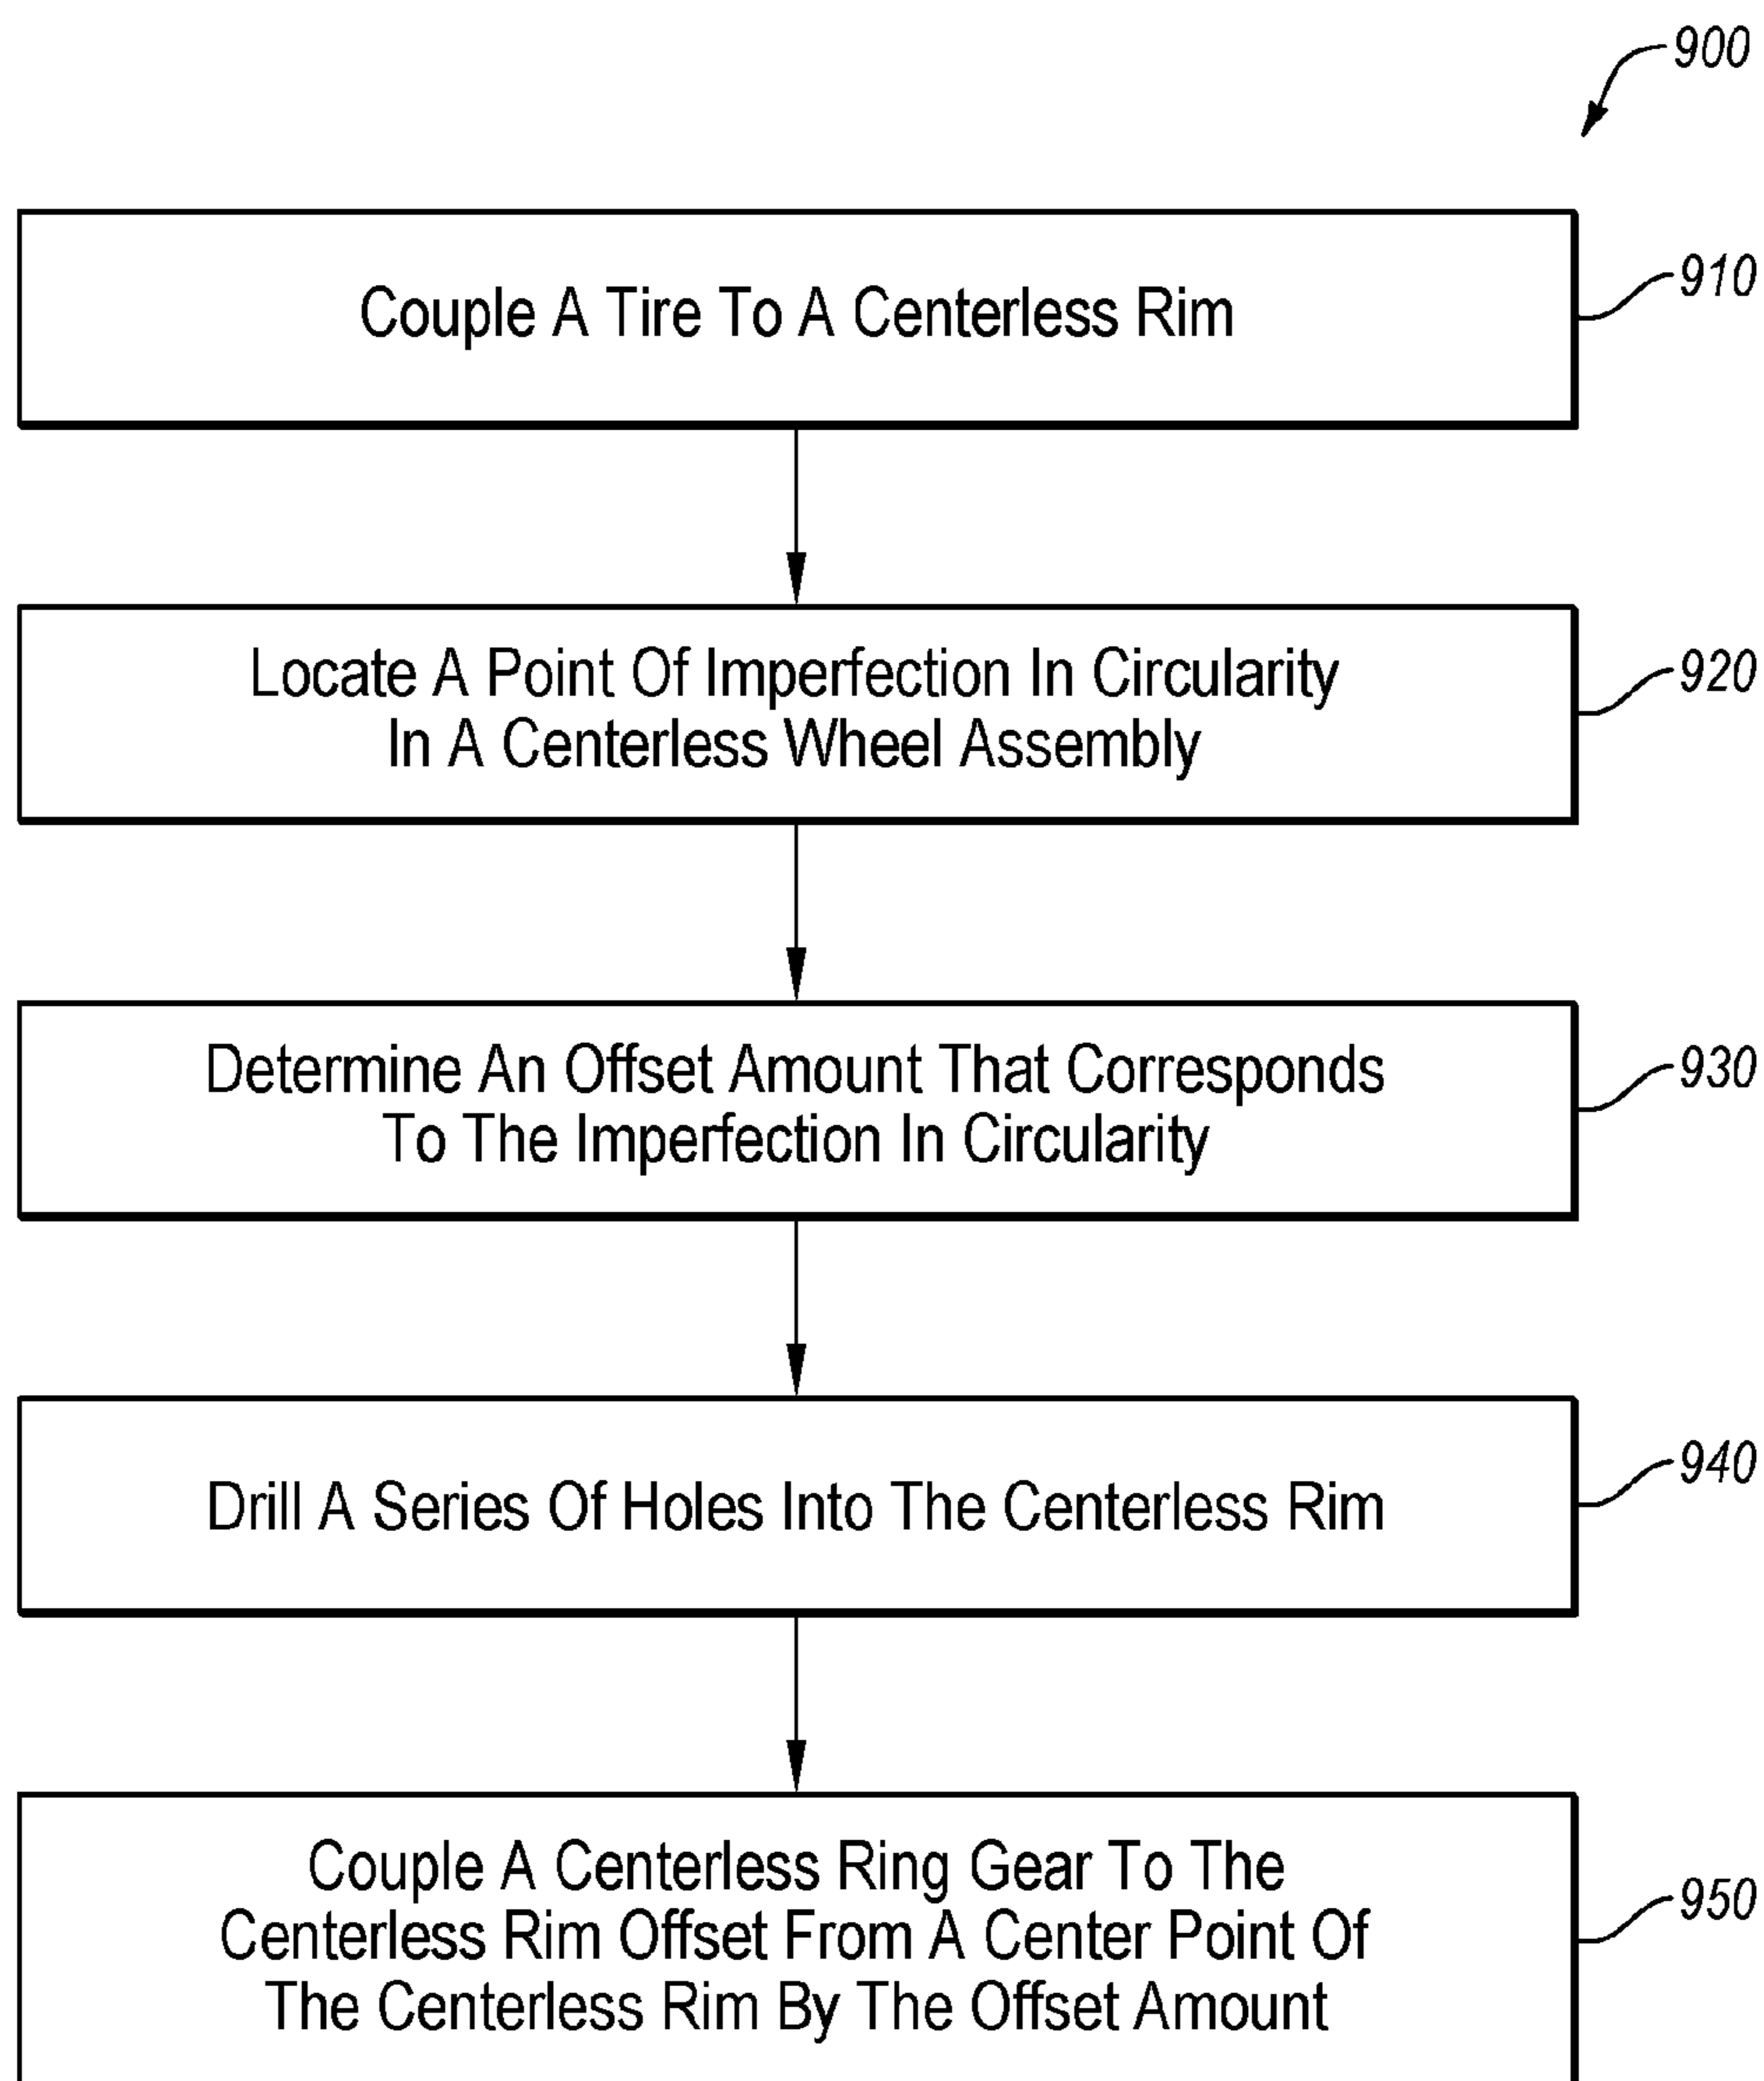 900
Couple A Tire To A Centerless Rim
910
Locate A Point Of Imperfection In Circularity
In A Centerless Wheel Assembly
920
Determine An Offset Amount That Corresponds
To The Imperfection In Circularity
930
Drill A Series Of Holes Into The Centerless Rim
940
Couple A Centerless Ring Gear To The
Centerless Rim Offset From A Center Point Of
The Centerless Rim By The Offset Amount
950